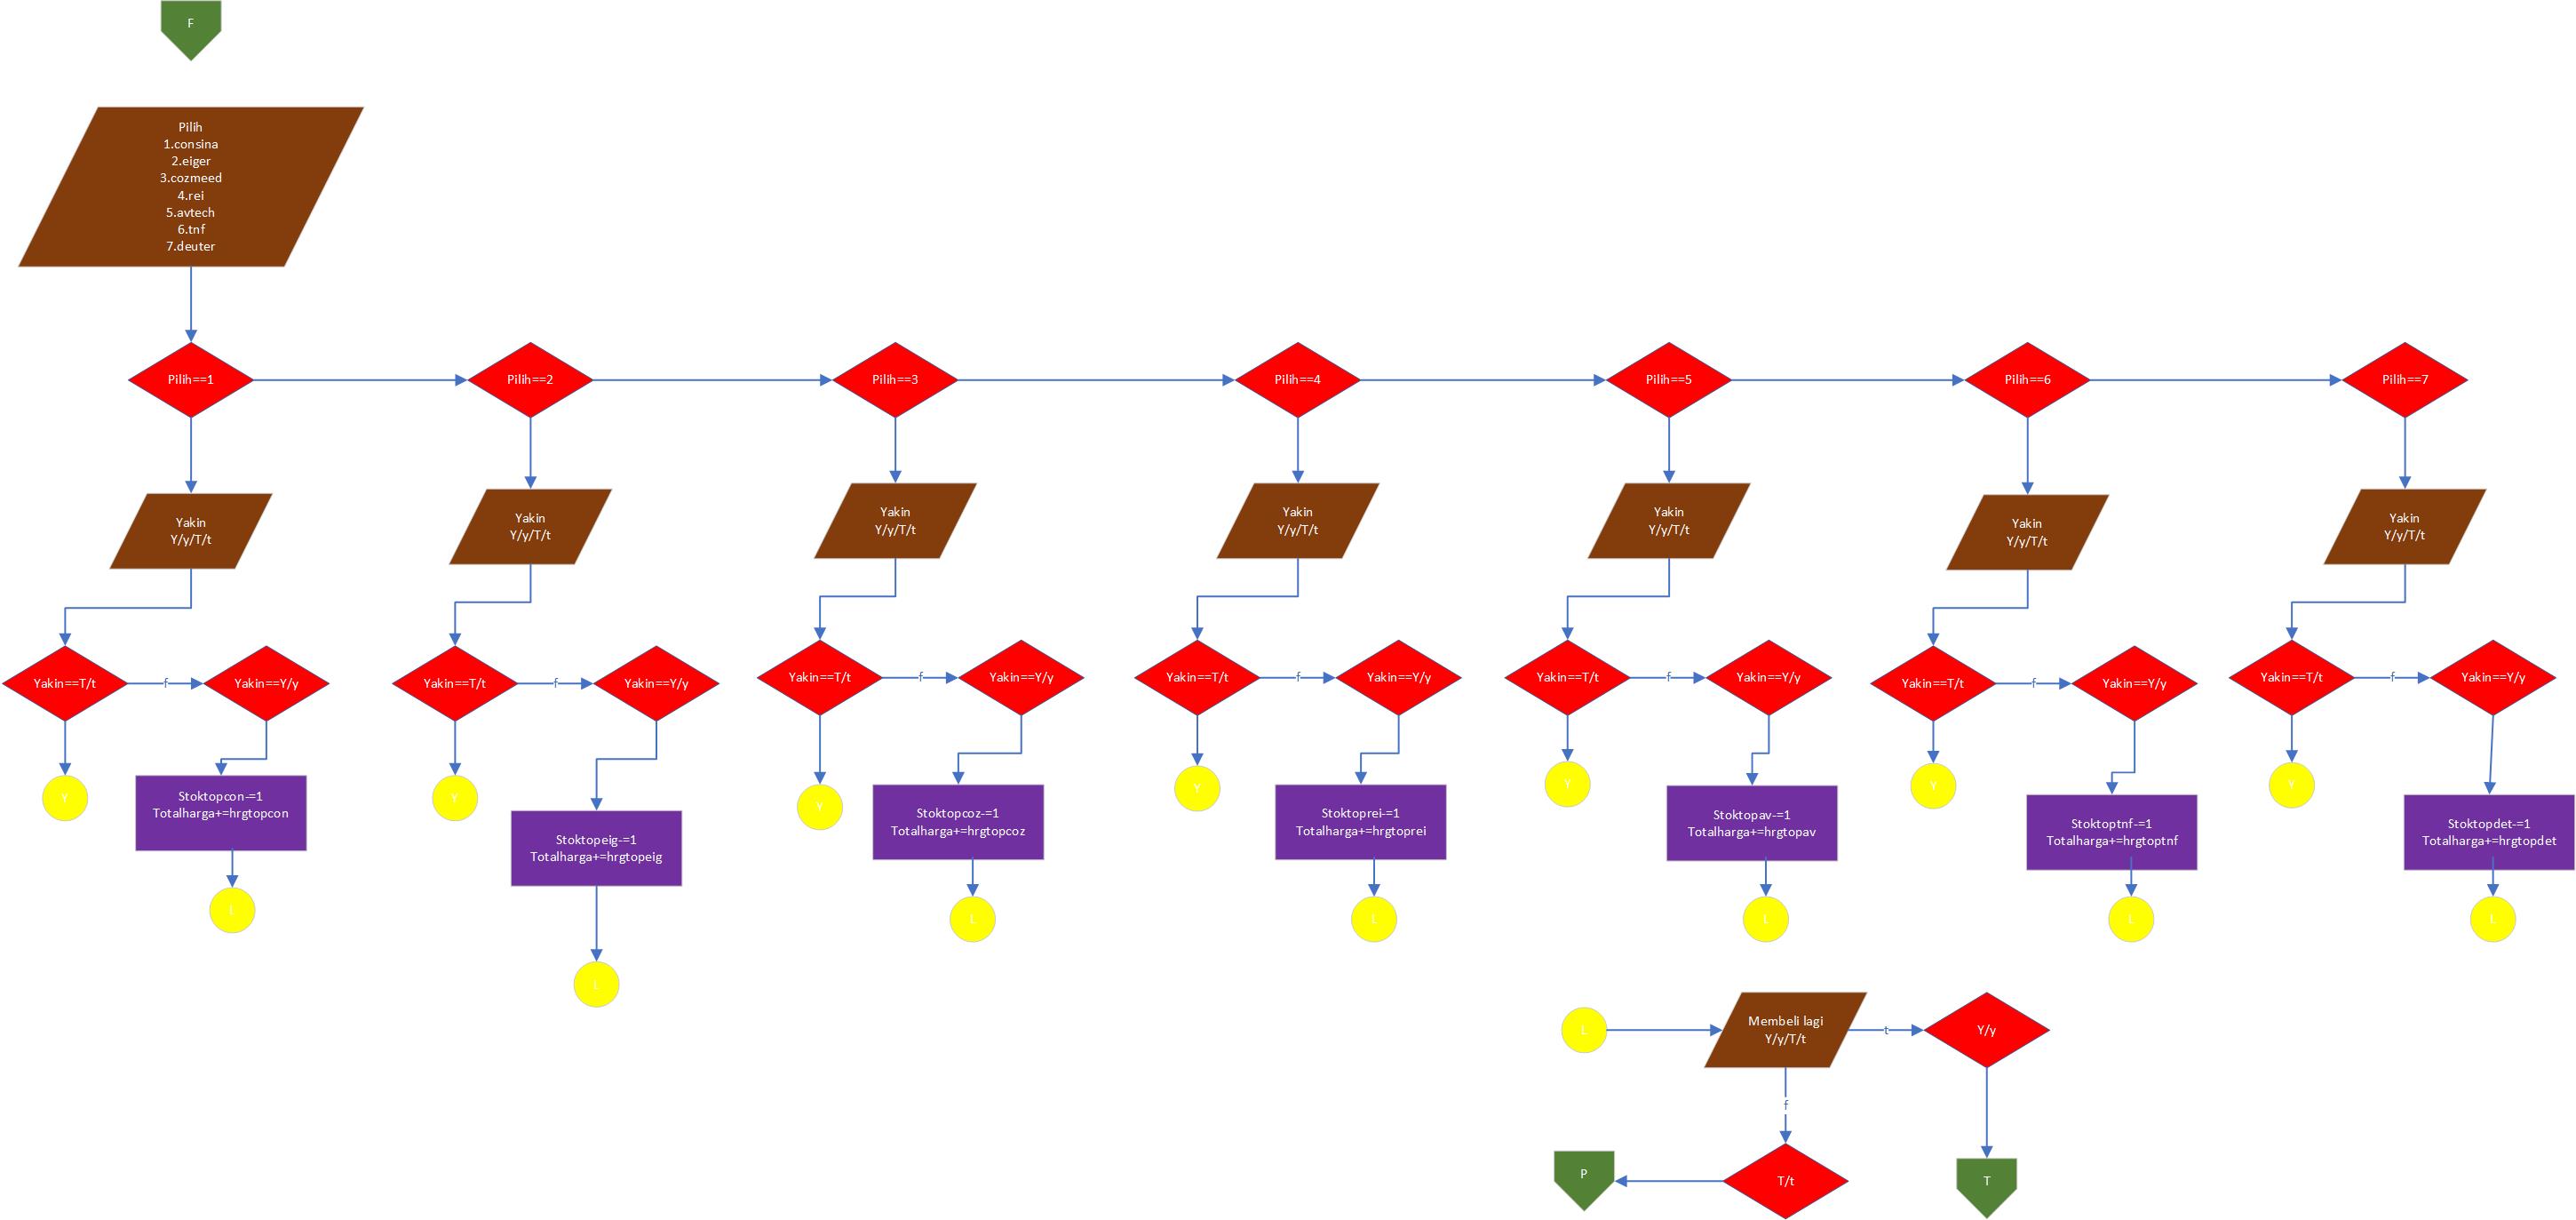 F
Pilih
1.consina
2.eiger
3.cozmeed
4.rei
5.avtech
6.tnf
7.deuter
Pilih==1
Pilih==2
Pilih==3
Pilih==4
Pilih==5
Pilih==6
Pilih==7
Yakin
Y/y/T/t
Yakin
Y/y/T/t
Yakin
Y/y/T/t
Yakin
Y/y/T/t
Yakin
Y/y/T/t
Yakin
Y/y/T/t
Yakin
Y/y/T/t
Yakin==T/t
f
Yakin==Y/y
Yakin==T/t
f
Yakin==Y/y
Yakin==T/t
f
Yakin==Y/y
Yakin==T/t
f
Yakin==Y/y
Yakin==T/t
f
Yakin==Y/y
Yakin==T/t
f
Yakin==Y/y
Yakin==T/t
f
Yakin==Y/y
Y
Stoktopcon-=1
Totalharga+=hrgtopcon
Y
Stoktopeig-=1
Totalharga+=hrgtopeig
Y
Stoktopcoz-=1
Totalharga+=hrgtopcoz
Y
Stoktoprei-=1
Totalharga+=hrgtoprei
Y
Stoktopav-=1
Totalharga+=hrgtopav
Y
Stoktoptnf-=1
Totalharga+=hrgtoptnf
Y
Stoktopdet-=1
Totalharga+=hrgtopdet
L
L
L
L
L
L
L
L
Membeli lagi
Y/y/T/t
t
Y/y
f
P
T/t
T